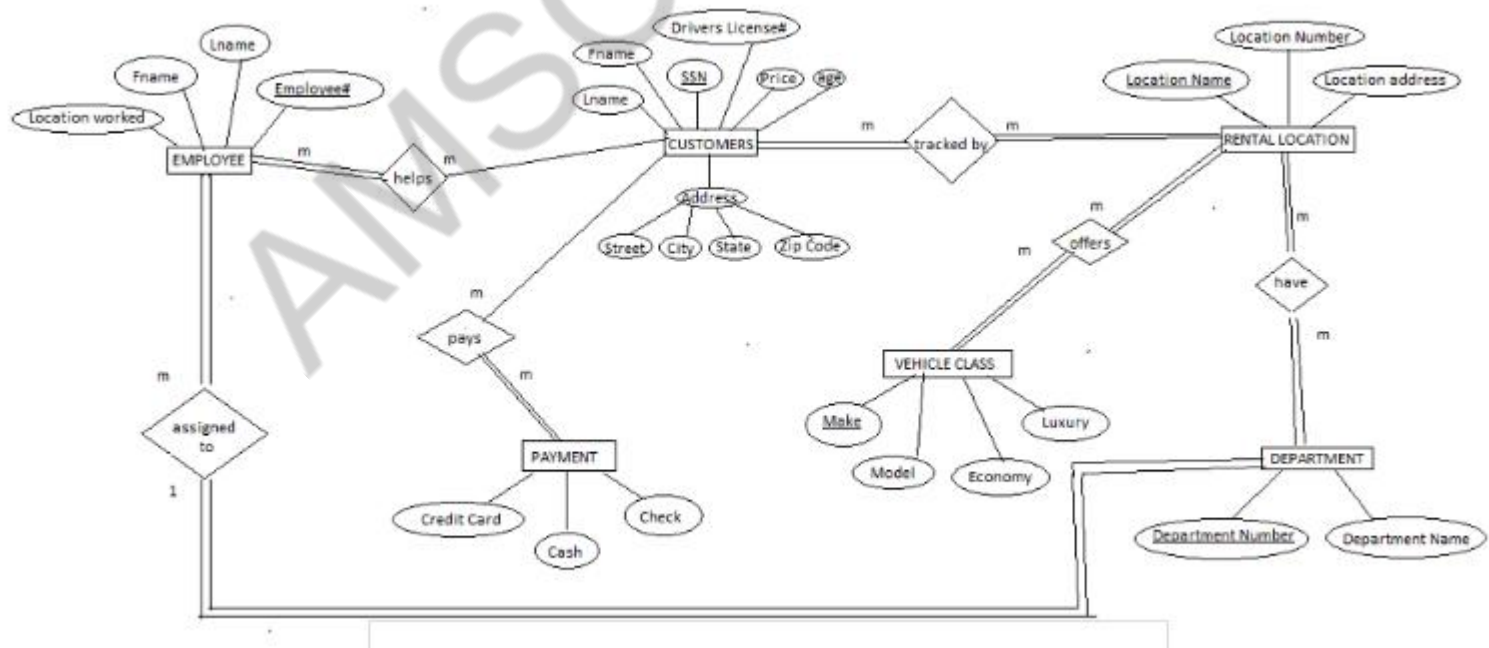 Lname
Fname
Employee#
Location worked
EMPLOYEE
m
helps
m
Drivers License#
Fname
SSN
Price
age
Lname
CUSTOMERS
Address
Street
City
State
Zip Code
m
tracked by
m
Location Number
Location Name
Location address
RENTAL LOCATION
m
offers
m
m
have
m
m
pays
m
VEHICLE CLASS
Make
Model
Economy
Luxury
m
assigned
to
1
PAYMENT
Credit Card
Cash
Check
DEPARTMENT
Department Number
Department Name